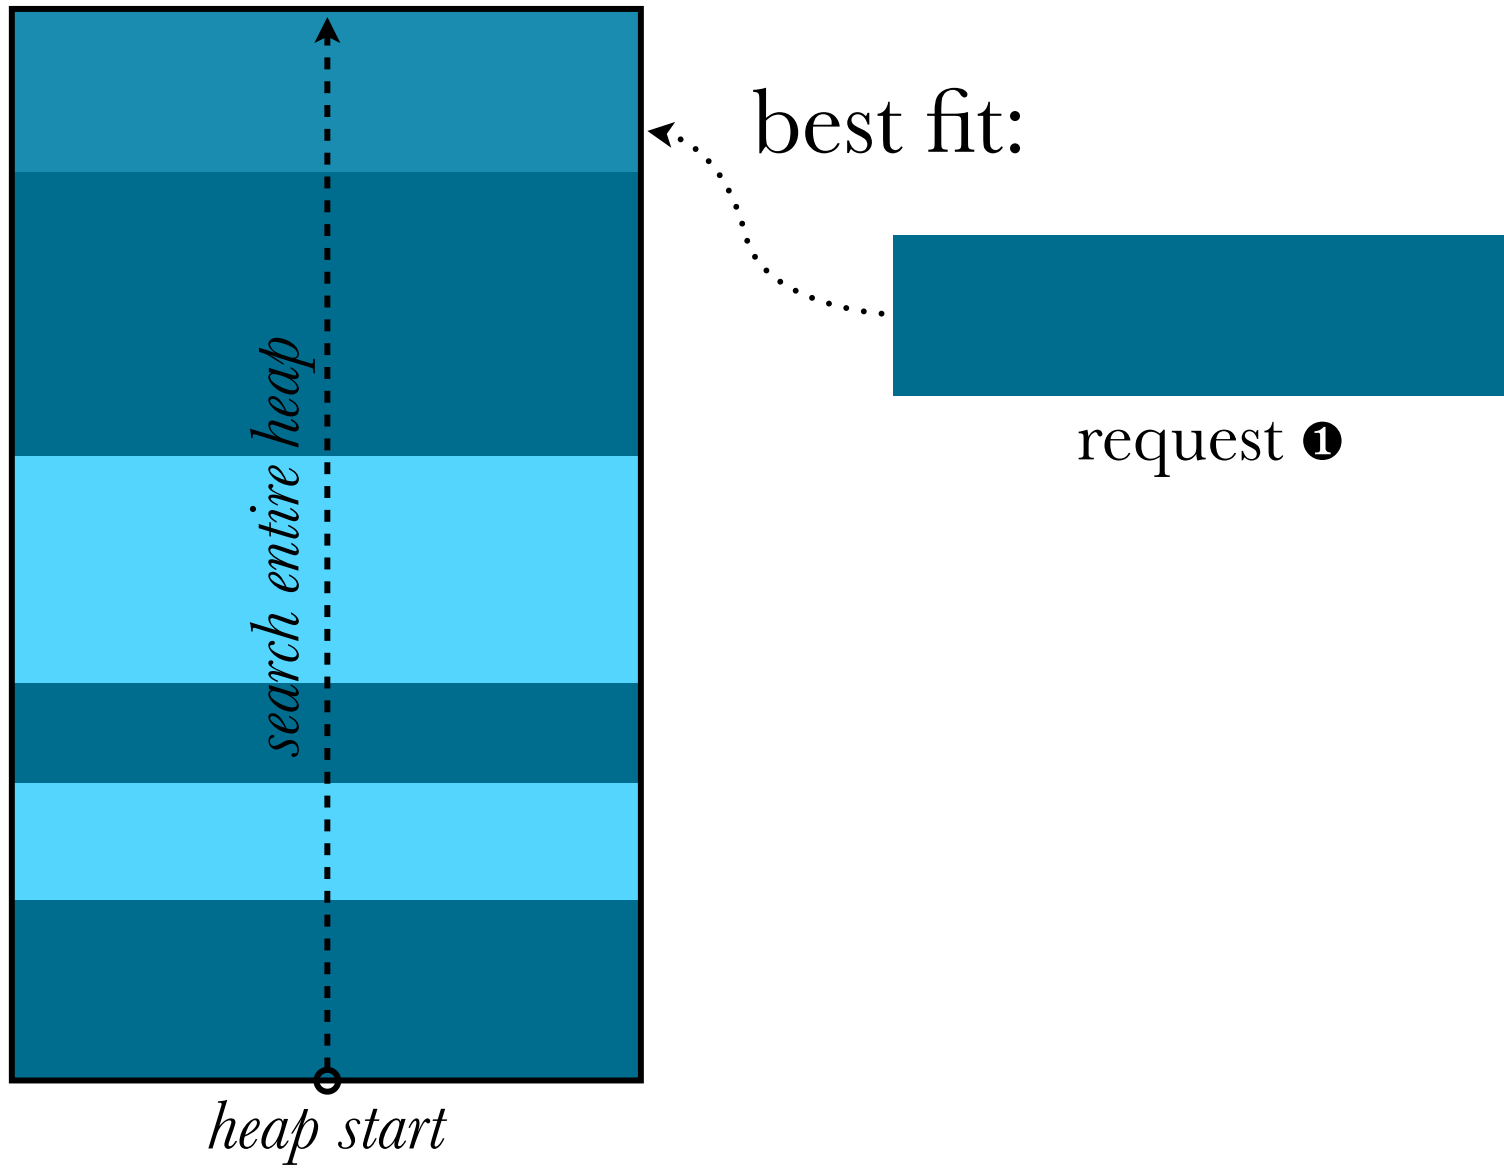 best fit:
search entire heap
request ❶
heap start